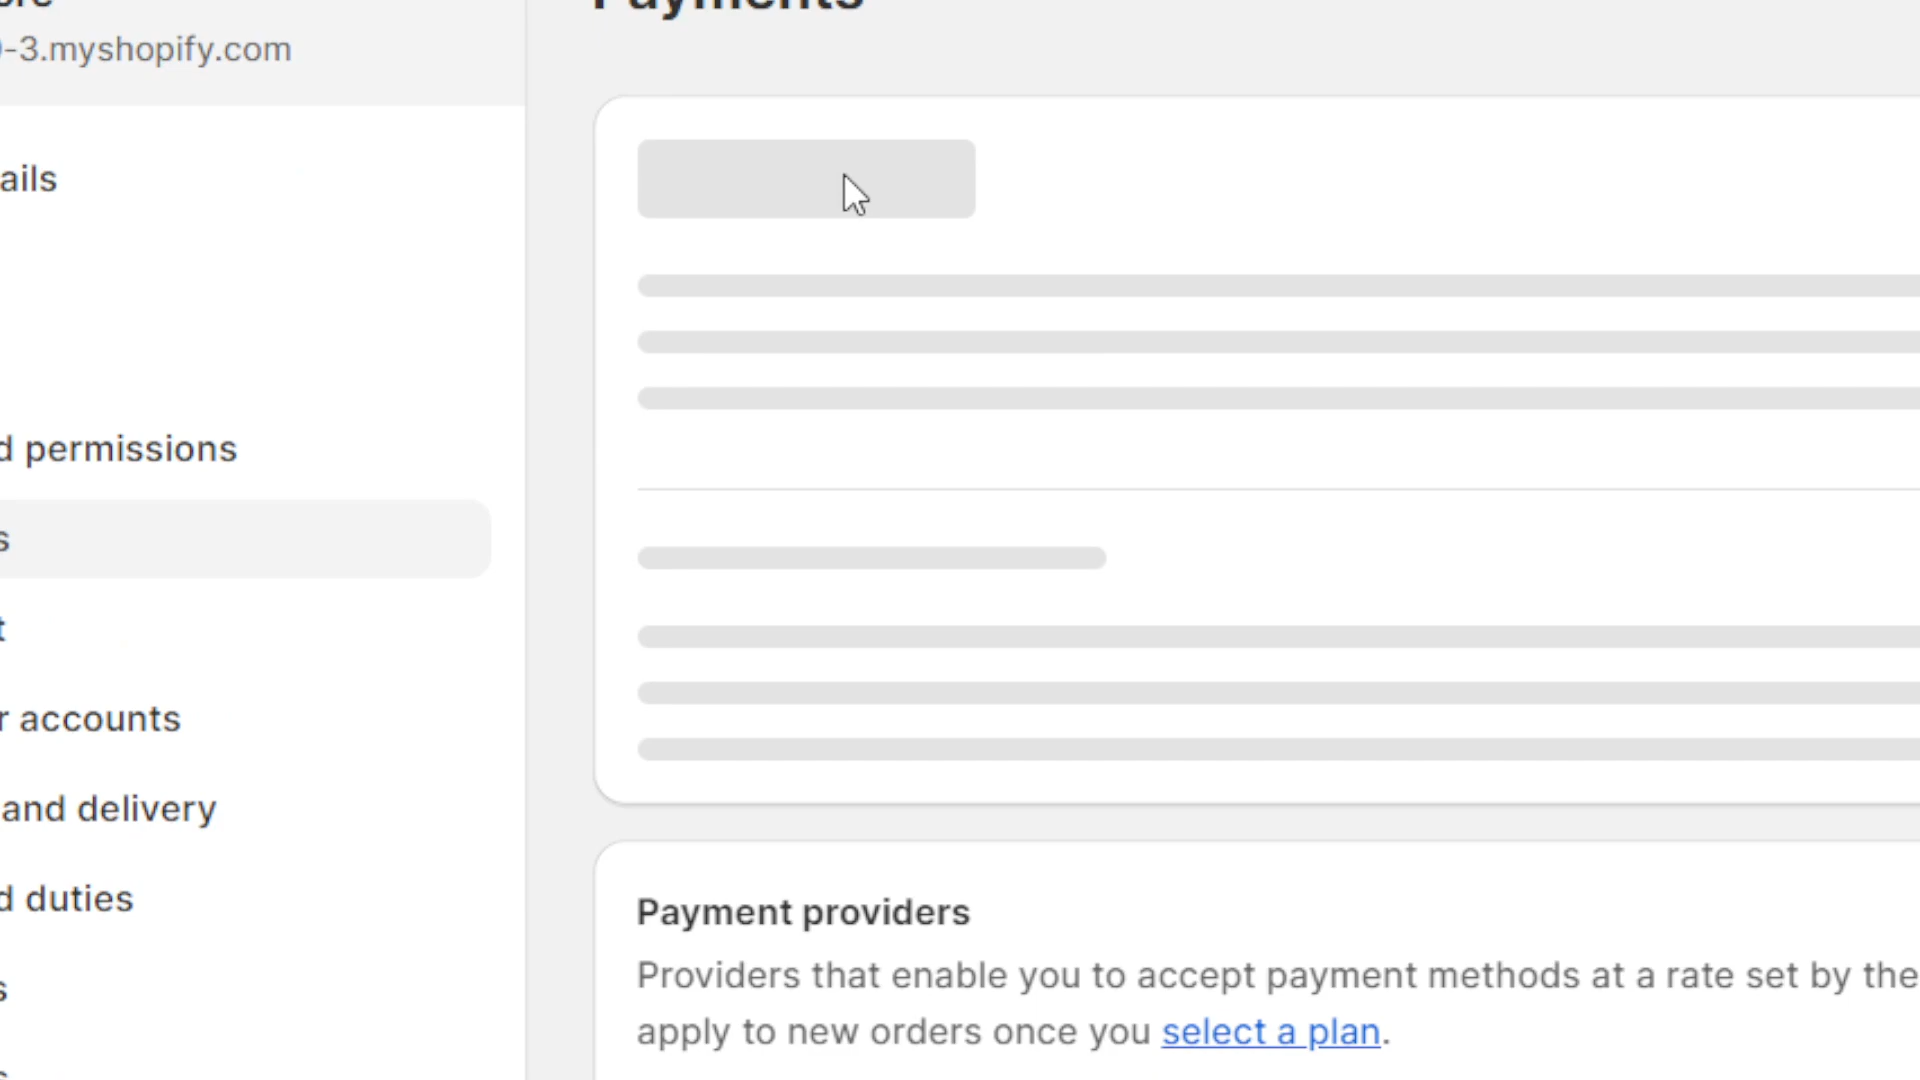 -3.myshopify.com
Payments
ails
d permissions
s
t
r accounts
and delivery
d duties
s
Payment providers
Providers that enable you to accept payment methods at a rate set by the
apply to new orders once you select a plan.